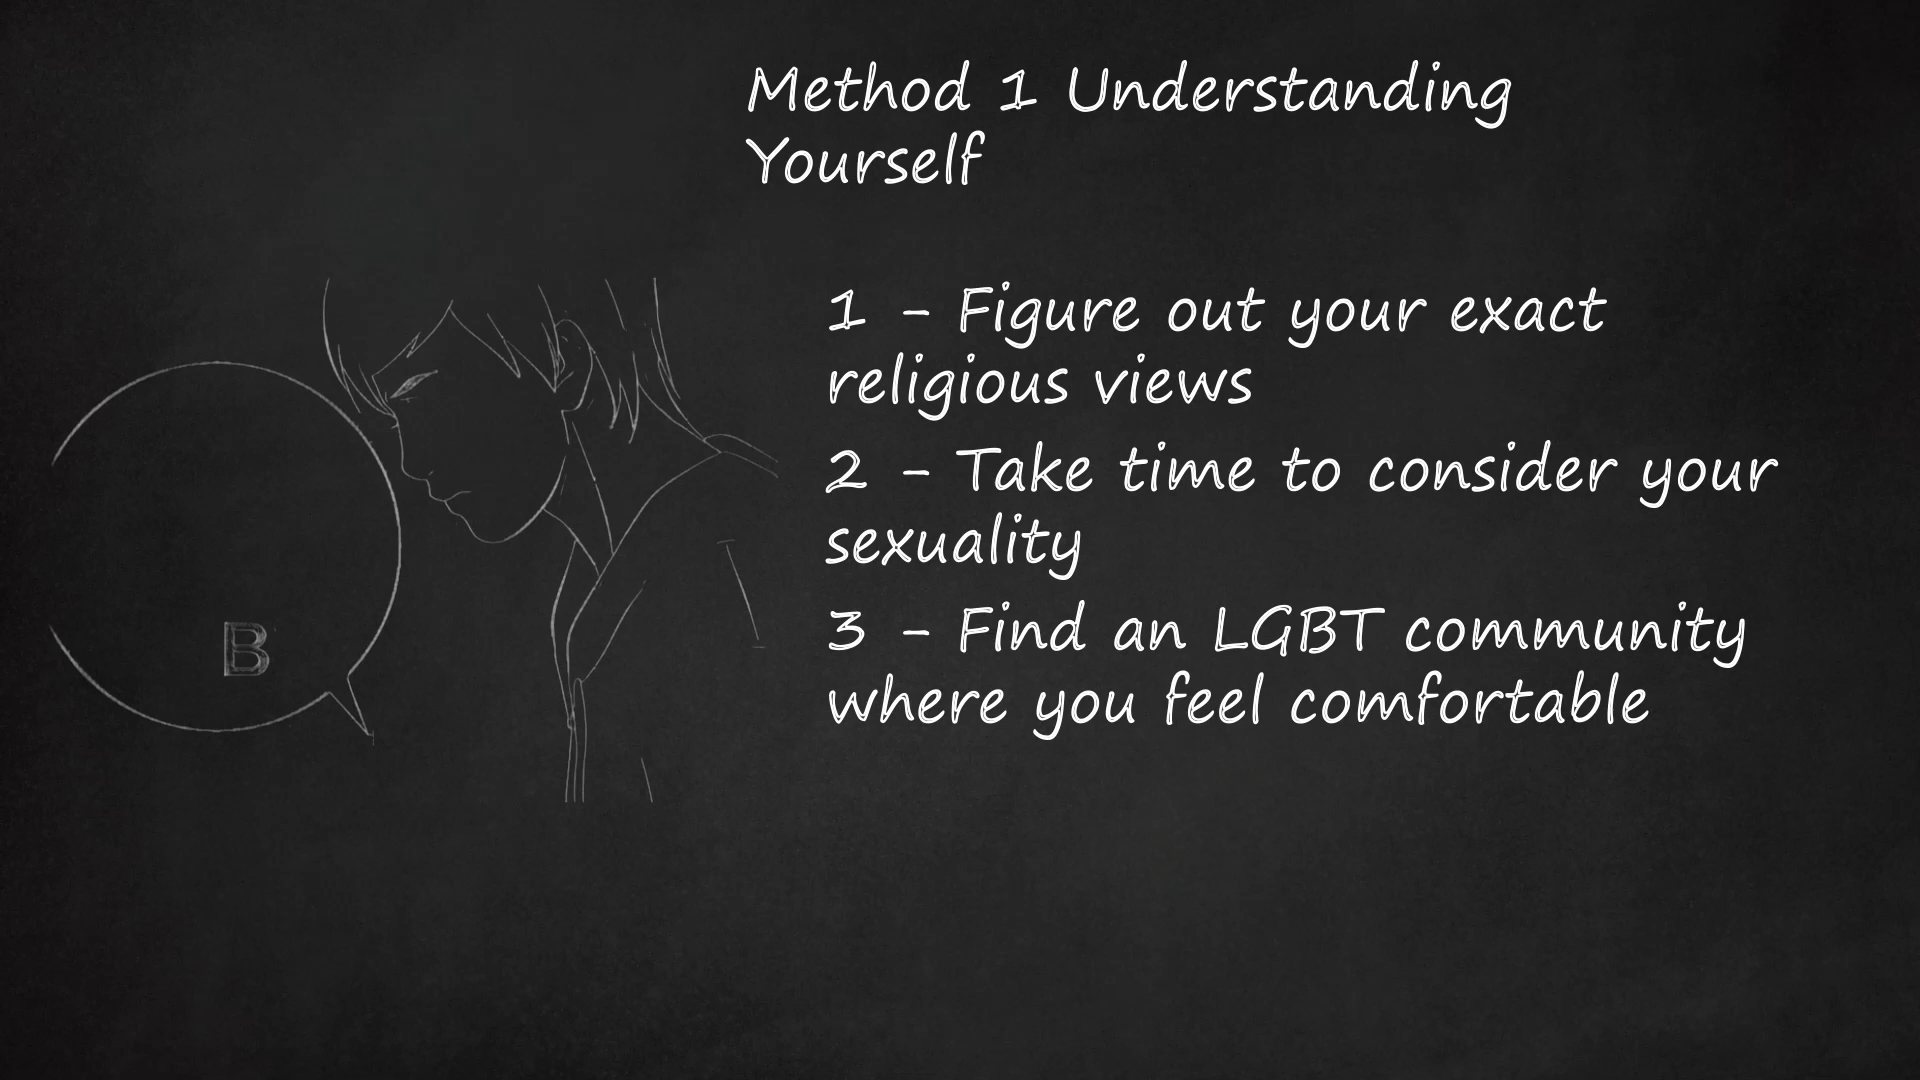 Method 1 Understanding
Yourself
1 - Figure out your exact
religious views
2 - Take time to consider your
sexuality
3 - Find an LGBT community
where you feel comfortable
B